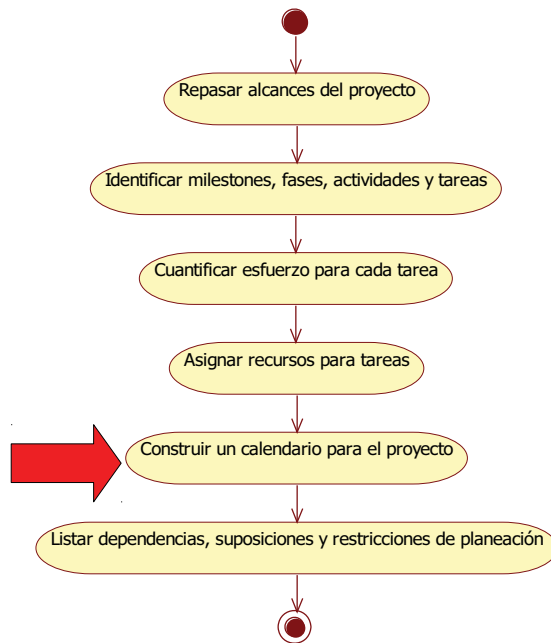 Repasar alcances del proyecto
Identificar milestones, fases, actividades y tareas
Cuantificar esfuerzo para cada tarea
Asignar recursos para tareas
Construir un calendario para el proyecto
Listar dependencias, suposiciones y restricciones de planeación